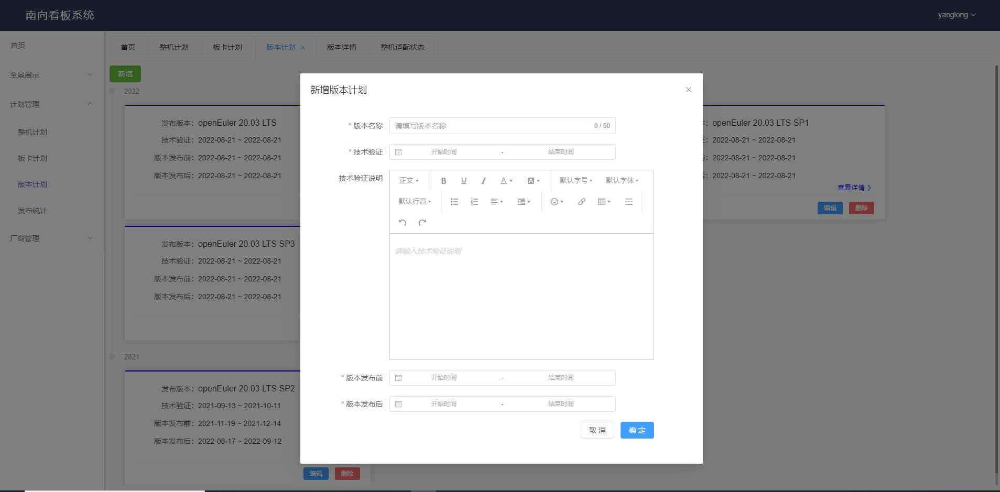 南向看板系统
yanglong
首页
全景展示
计划管理
整机计划
板卡计划
版本计划
发布统计
厂商管理
首页 整机计划 板卡计划 版本计划 版本详情 整机适配状态
新增
2022
发布版本：openEuler 20.03 LTS
技术验证：2022-08-21 ~ 2022-08-21
版本发布前：2022-08-21 ~ 2022-08-21
版本发布后：2022-08-21 ~ 2022-08-21
openEuler 20.03 LTS SP1
2022-08-21 ~ 2022-08-21
2022-08-21 ~ 2022-08-21
2022-08-21 ~ 2022-08-21
查看详情 》
编辑 删除
发布版本：openEuler 20.03 LTS SP3
技术验证：2022-08-21 ~ 2022-08-21
版本发布前：2022-08-21 ~ 2022-08-21
版本发布后：2022-08-21 ~ 2022-08-21
2021
发布版本：openEuler 20.03 LTS SP2
技术验证：2021-09-13 ~ 2021-10-11
版本发布前：2021-11-19 ~ 2021-12-14
版本发布后：2022-08-17 ~ 2022-09-12
编辑 删除
新增版本计划
* 版本名称 请填写版本名称 0 / 50
* 技术验证 开始时间 - 结束时间
技术验证说明 正文 B U I A A 默认字号 默认字体
默认行高
请输入技术验证说明
* 版本发布前 开始时间 - 结束时间
* 版本发布后 开始时间 - 结束时间
取消 确定